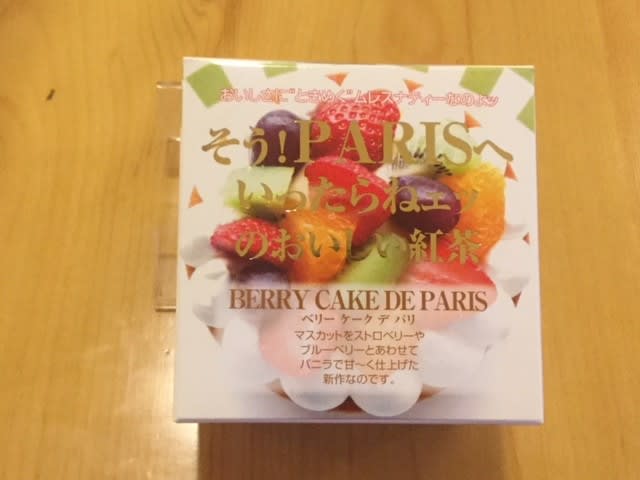 おいしさに"ときめく"ムレスナティーなのよッ
そう!PARISへ
いったらねェッ
のおいしい紅茶
BERRY CAKE DE PARIS
ベリー ケーク デ パリ
マスカットをストロベリーや
ブルーベリーとあわせて
バニラで甘〜く仕上げた
新作なのです。